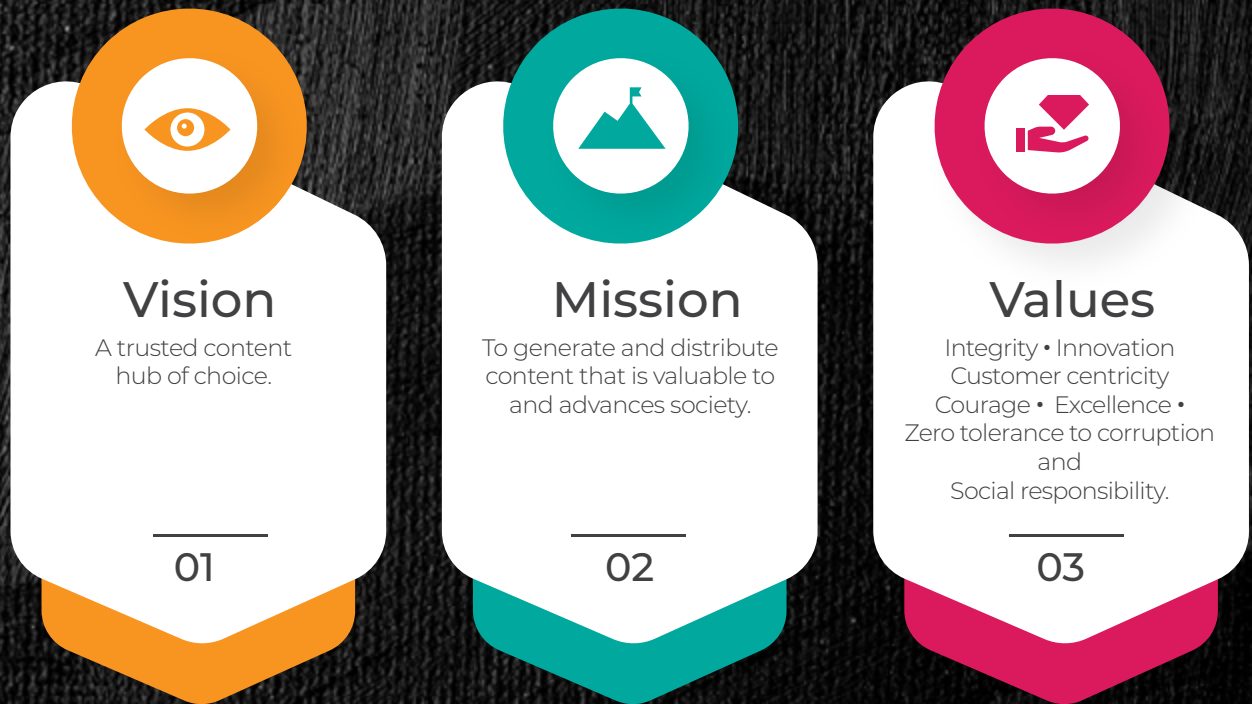 Vision
A trusted content
hub of choice.
01
Mission
To generate and distribute
content that is valuable to
and advances society.
02
Values
Integrity • Innovation
Customer centricity
Courage • Excellence •
Zero tolerance to corruption
and
Social responsibility.
03